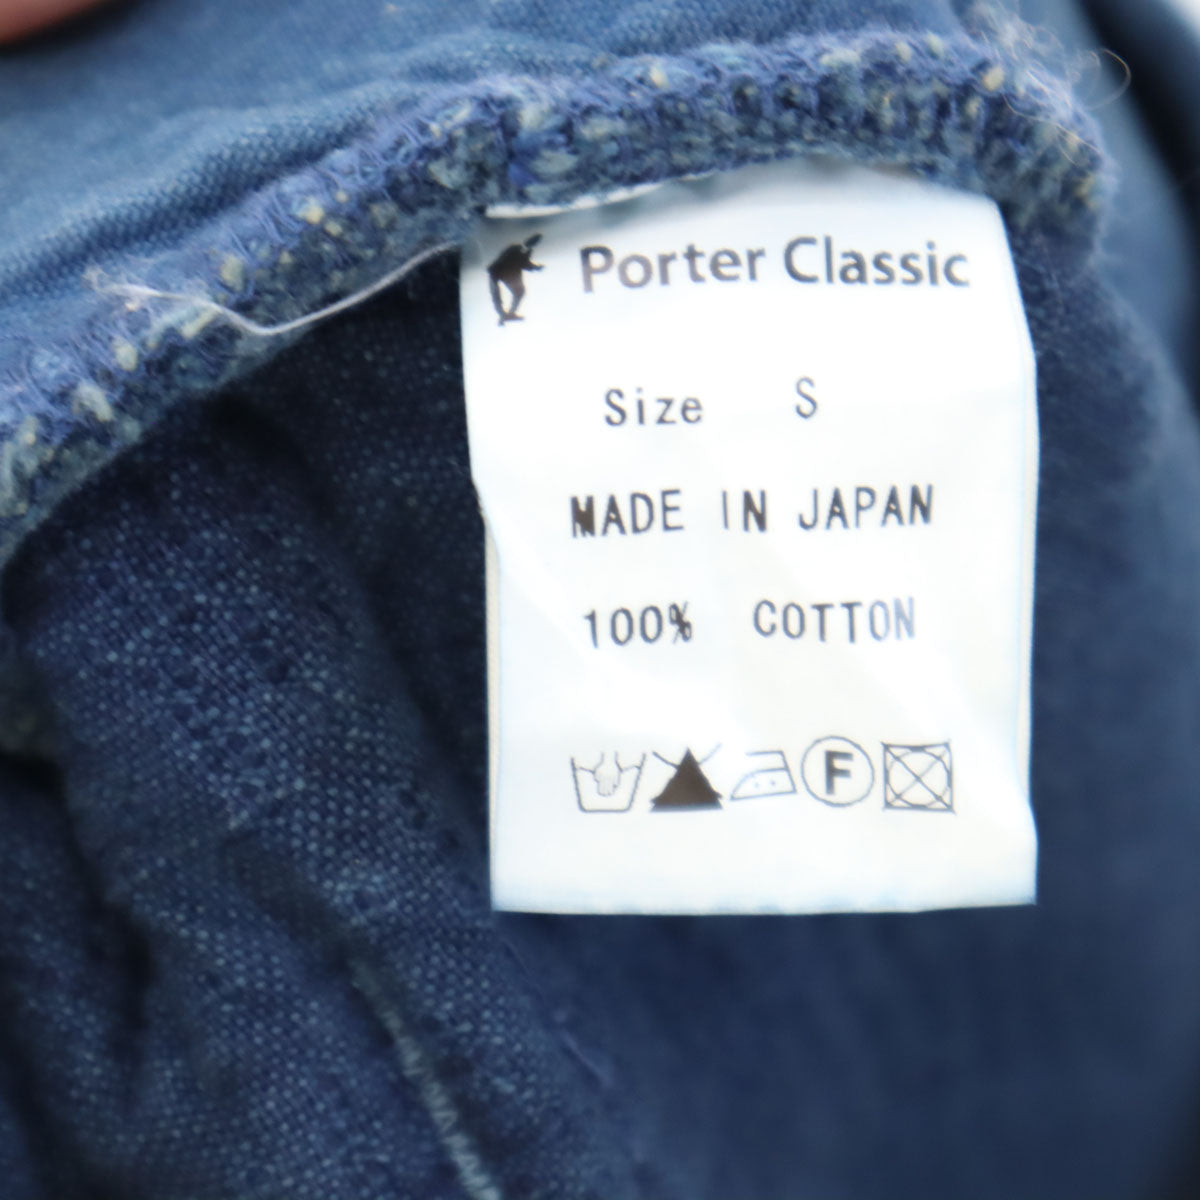 Porter Classic
Size S
MADE IN JAPAN
100% COTTON
F